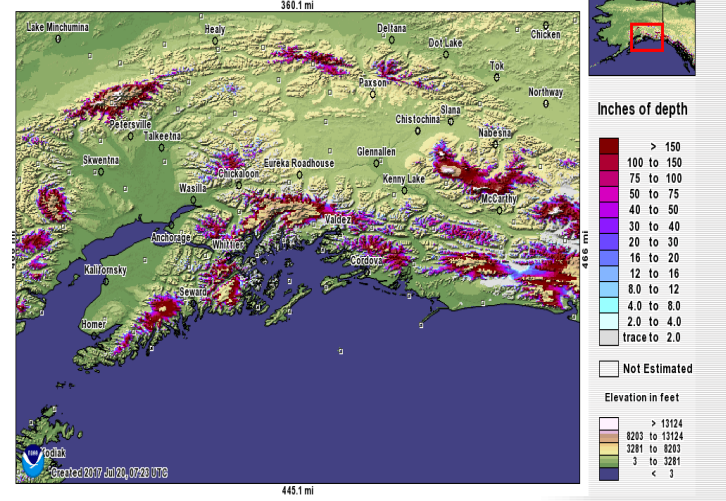 360.1 mi
Lake Minchumina
Healy
Deltana
Chicken
Dot Lake
Tok
Paxson
Northway
Petersville
Slana
Chistochina
Talkeetna
Nabesna
Skwentna
Glennallen
Eureka Roadhouse
Chickaloon
Kenny Lake
Wasilla
McCarthy
Valdez
Anchorage
Whittier
466 mi
Cordova
Kalifornsky
Seward
Homer
Kodiak
NOAA
Created 2017 Jul 20, 07:23 UTC
445.1 mi
Inches of depth
> 150
100 to 150
75 to 100
50 to 75
40 to 50
30 to 40
20 to 30
16 to 20
12 to 16
8.0 to 12
4.0 to 8.0
2.0 to 4.0
trace to 2.0
Not Estimated
Elevation in feet
> 13124
8203 to 13124
3281 to 8203
3 to 3281
< 3